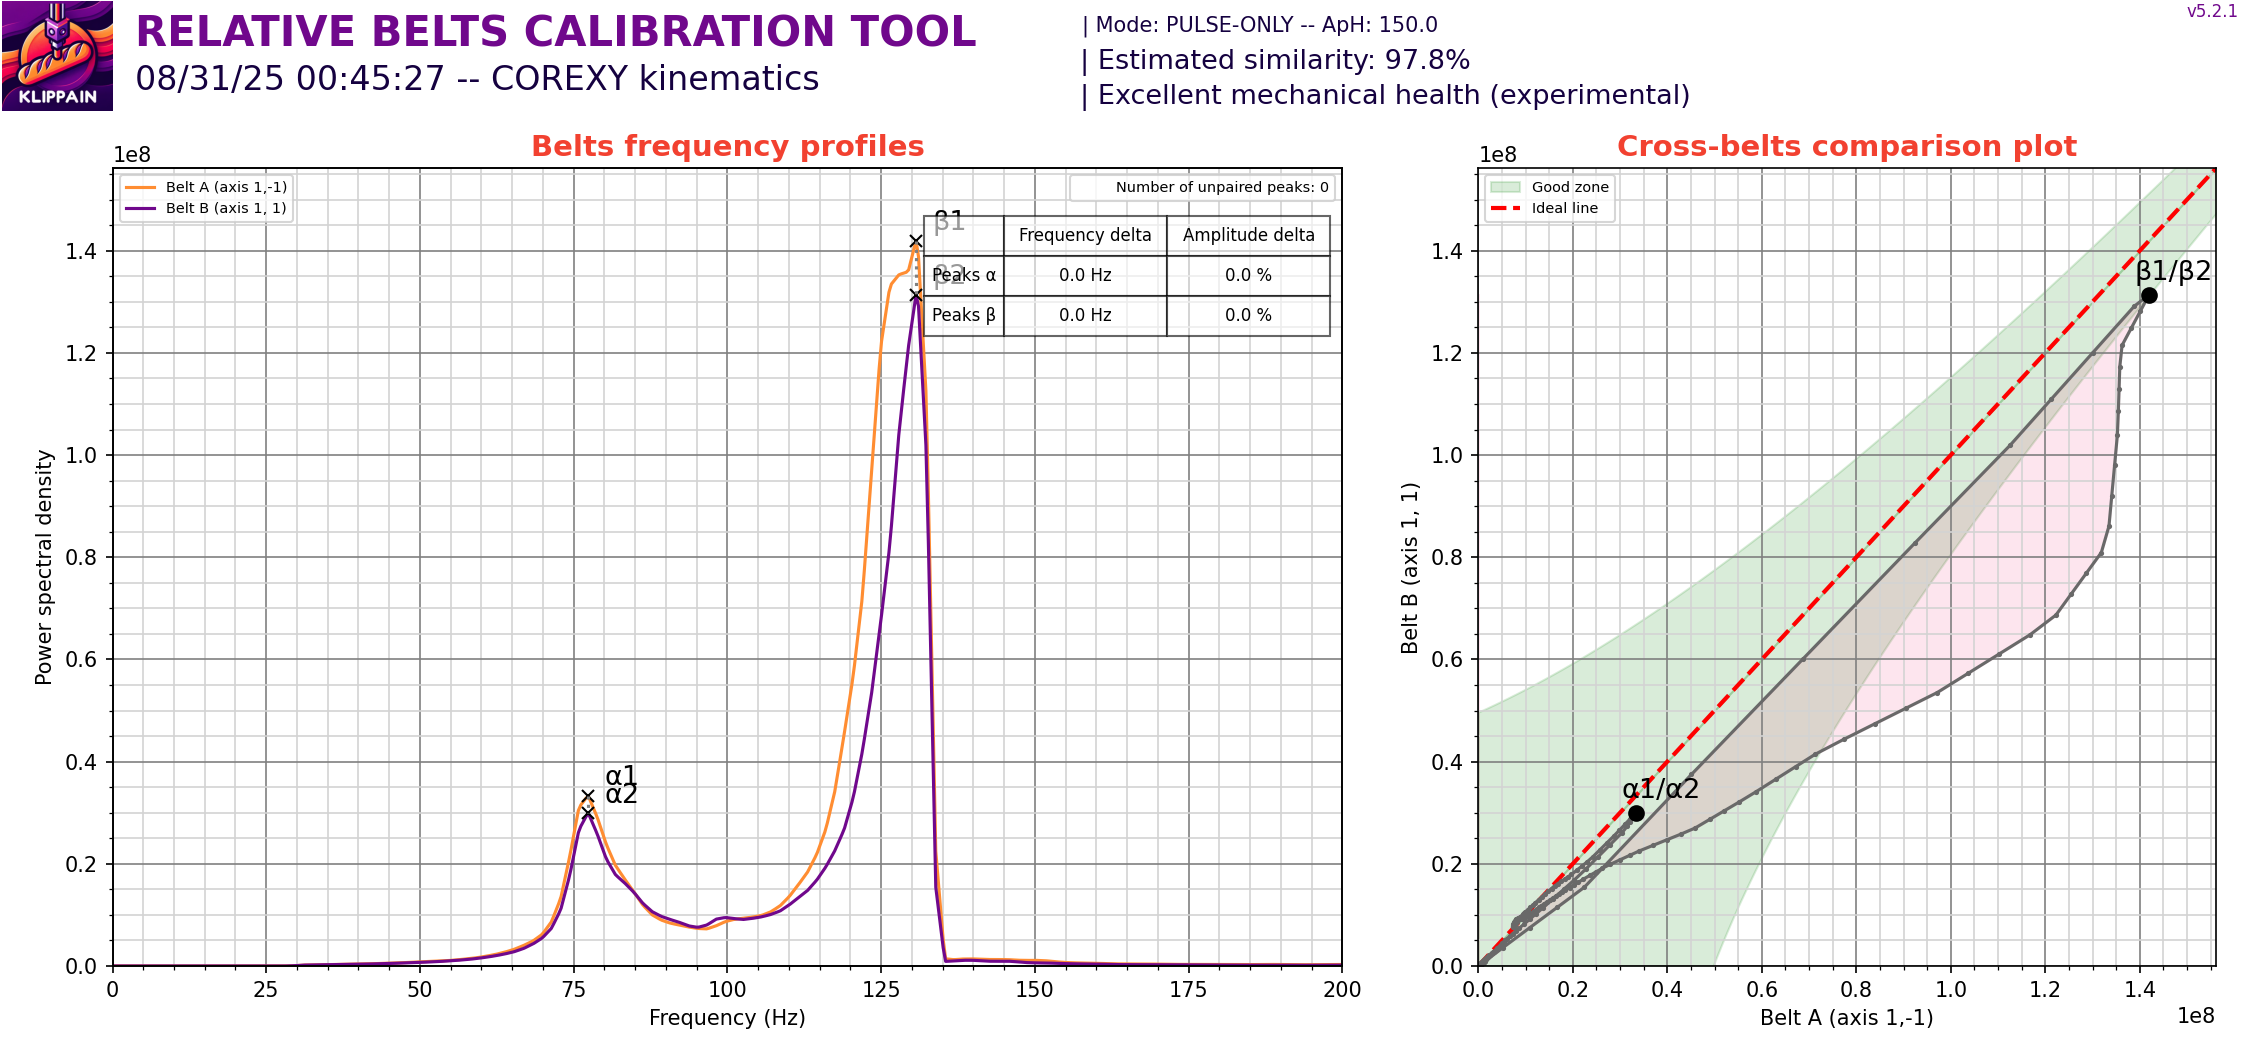 KLIPPAIN
RELATIVE BELTS CALIBRATION TOOL
08/31/25 00:45:27 -- COREXY kinematics
| Mode: PULSE-ONLY -- ApH: 150.0
| Estimated similarity: 97.8%
| Excellent mechanical health (experimental)
v5.2.1
Belts frequency profiles
1e8
Belt A (axis 1,-1)
Belt B (axis 1, 1)
Number of unpaired peaks: 0
β1
β2
Frequency delta
Amplitude delta
Peaks α
0.0 Hz
0.0 %
Peaks β
0.0 Hz
0.0 %
α1
α2
Power spectral density
1.4
1.2
1.0
0.8
0.6
0.4
0.2
0.0
0
25
50
75
100
125
150
175
200
Frequency (Hz)
Cross-belts comparison plot
1e8
Good zone
Ideal line
β1/β2
α1/α2
Belt B (axis 1, 1)
1.4
1.2
1.0
0.8
0.6
0.4
0.2
0.0
0.0
0.2
0.4
0.6
0.8
1.0
1.2
1.4
Belt A (axis 1,-1)
1e8